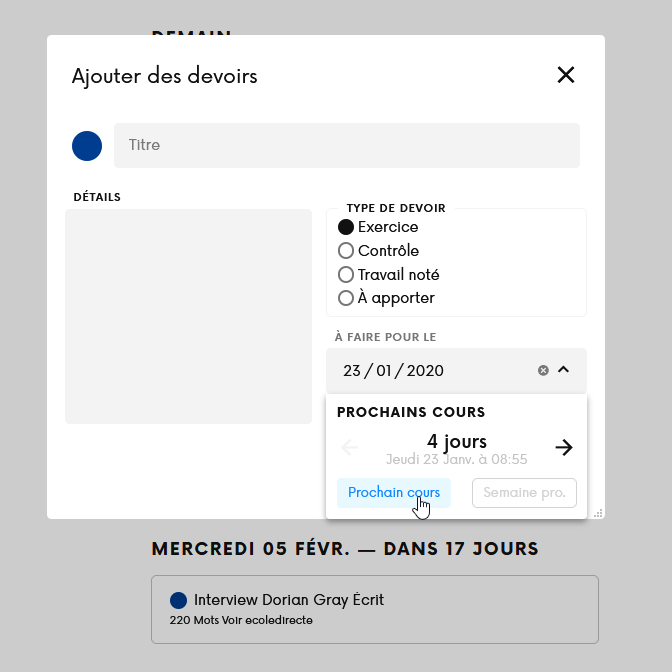 DEMAIN
Ajouter des devoirs
Titre
DÉTAILS
TYPE DE DEVOIR
Exercice
Contrôle
Travail noté
À apporter
À FAIRE POUR LE
23 / 01 / 2020
PROCHAINS COURS
4 jours
Jeudi 23 Janv. à 08:55
Prochain cours
Semaine pro.
MERCREDI 05 FÉVR. — DANS 17 JOURS
Interview Dorian Gray Écrit
220 Mots Voir ecoledirecte